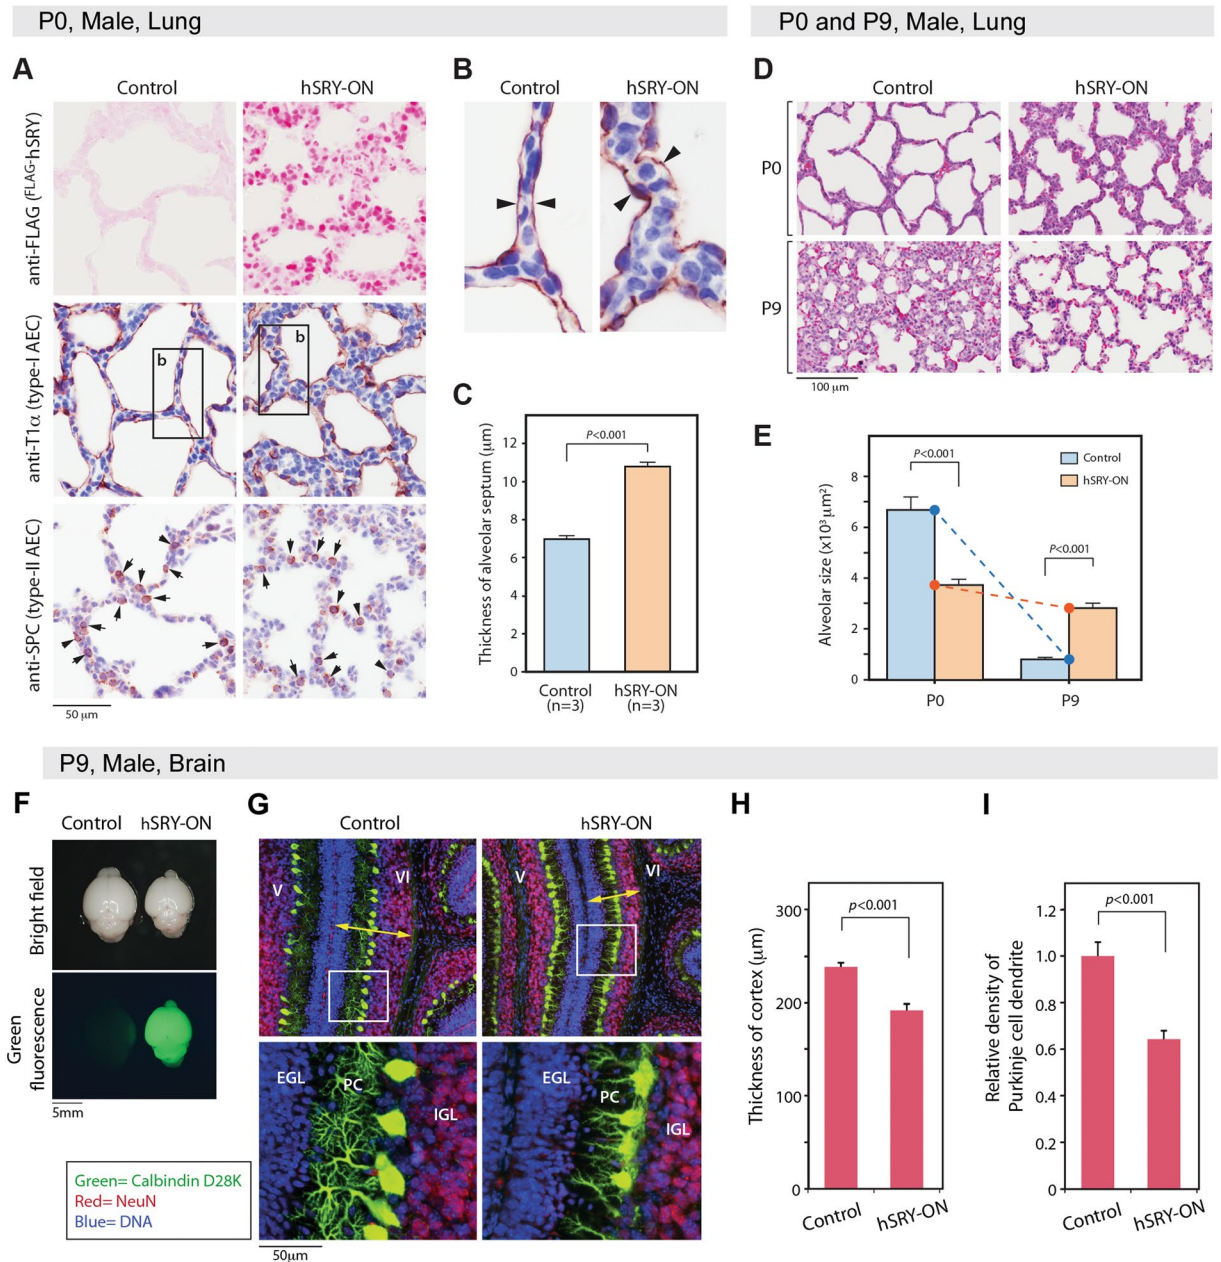 P0, Male, Lung
P0 and P9, Male, Lung
A
Control
hSRY-ON
anti-FLAG (FLAG-hSRY)
anti-T1α (type-I AEC)
b
b
anti-SPC (type-II AEC)
50 μm
B
Control
hSRY-ON
C
Thickness of alveolar septum (μm)
12
10
8
6
4
2
0
P<0.001
Control
(n=3)
hSRY-ON
(n=3)
D
Control
hSRY-ON
P0
P9
100 μm
E
Alveolar size (x10³ μm²)
8
6
4
2
0
P<0.001
P<0.001
Control
hSRY-ON
P0
P9
P9, Male, Brain
F
Control
hSRY-ON
Bright field
Green
fluorescence
5mm
Green= Calbindin D28K
Red= NeuN
Blue= DNA
G
Control
hSRY-ON
V
VI
V
VI
EGL
PC
IGL
EGL
PC
IGL
50μm
H
Thickness of cortex (μm)
300
200
100
0
p<0.001
Control
hSRY-ON
I
Relative density of
Purkinje cell dendrite
1.2
1.0
0.8
0.6
0.4
0.2
0
p<0.001
Control
hSRY-ON